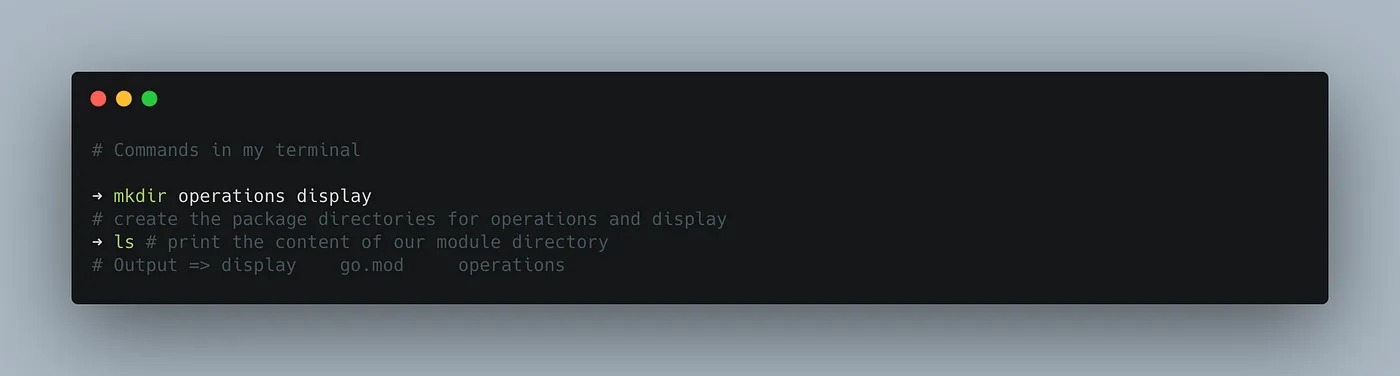 # Commands in my terminal
→ mkdir operations display
# create the package directories for operations and display
→ ls # print the content of our module directory
# Output => display    go.mod     operations